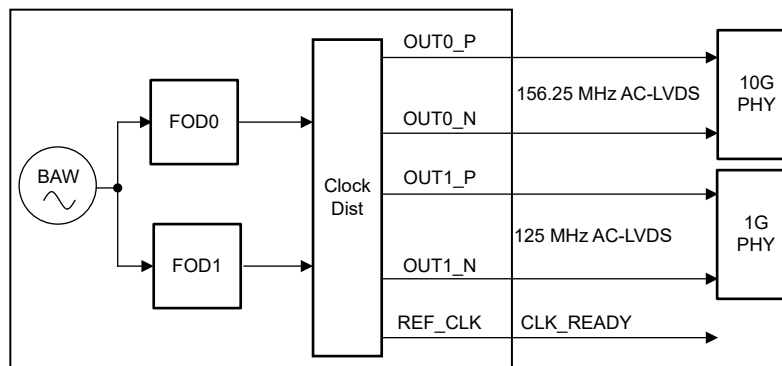 OUT0_P
156.25 MHz AC-LVDS
10G
PHY
FOD0
OUT0_N
BAW
Clock
Dist
OUT1_P
125 MHz AC-LVDS
1G
PHY
FOD1
OUT1_N
REF_CLK
CLK_READY